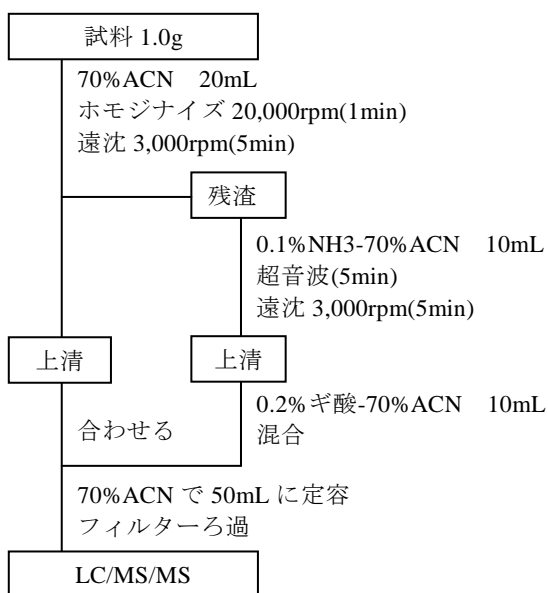 試料 1.0g
70%ACN　20mL
ホモジナイズ 20,000rpm(1min)
遠沈 3,000rpm(5min)
残渣
0.1%NH3-70%ACN　10mL
超音波(5min)
遠沈 3,000rpm(5min)
上清
上清
0.2%ギ酸-70%ACN　10mL
混合
合わせる
70%ACN で 50mL に定容
フィルターろ過
LC/MS/MS